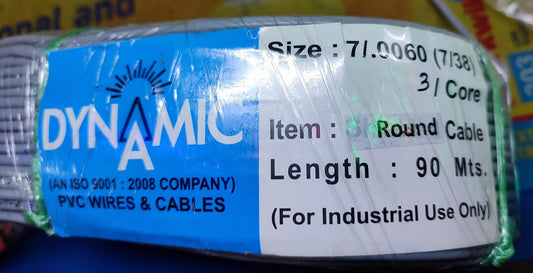 DYNAMIC
(AN ISO 9001 : 2008 COMPANY)
PVC WIRES & CABLES
Size : 7/.0060 (7/38)
3/ Core
Item : Round Cable
Length : 90 Mts.
(For Industrial Use Only)